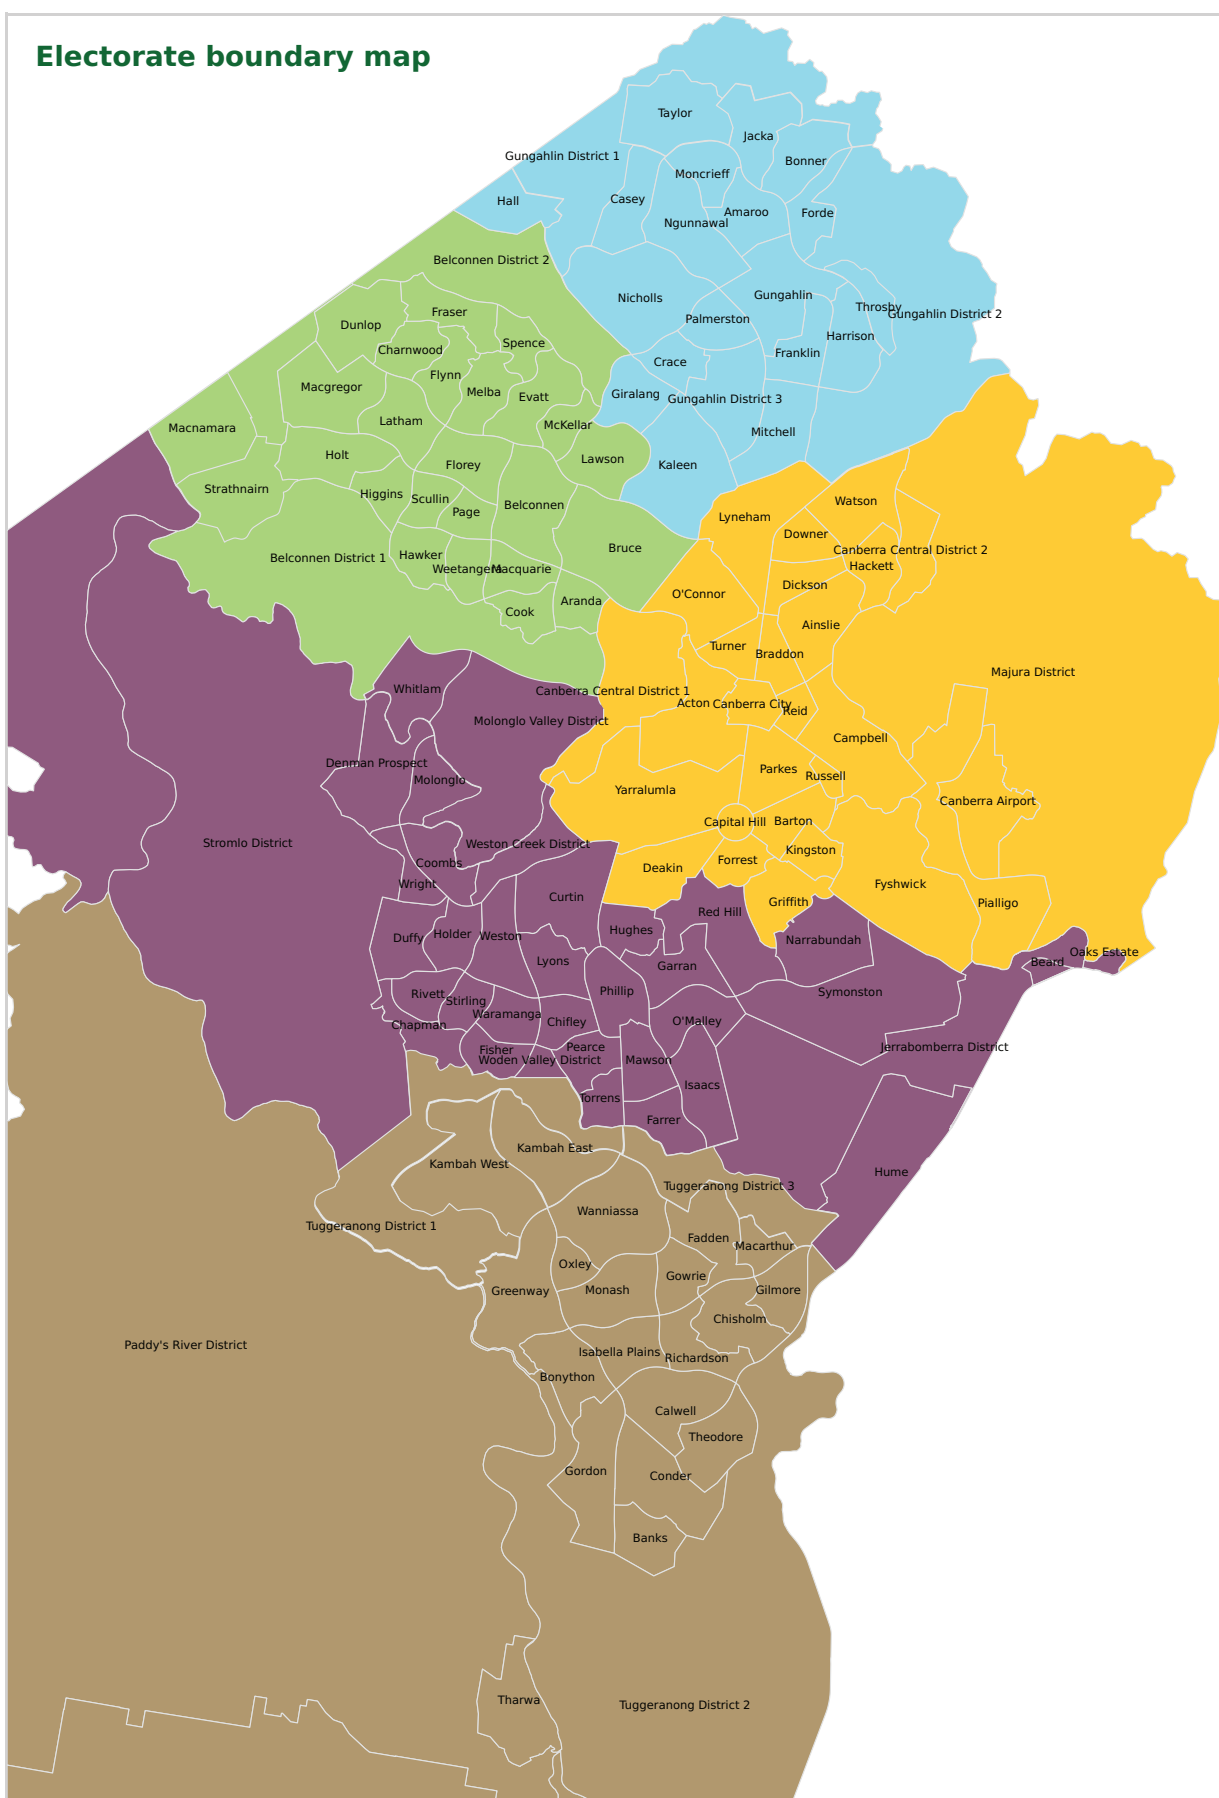 Electorate boundary map
Taylor
Jacka
Gungahlin District 1
Bonner
Moncrieff
Hall
Casey
Amaroo
Forde
Ngunnawal
Belconnen District 2
Nicholls
Gungahlin
Throsby
Gungahlin District 2
Fraser
Palmerston
Dunlop
Harrison
Spence
Charnwood
Franklin
Crace
Flynn
Macgregor
Melba
Evatt
Giralang
Gungahlin District 3
Latham
McKellar
Macnamara
Mitchell
Holt
Lawson
Florey
Kaleen
Strathnairn
Higgins
Scullin
Page
Belconnen
Watson
Lyneham
Downer
Bruce
Canberra Central District 2
Belconnen District 1
Hawker
Hackett
Weetangera
Macquarie
Dickson
O'Connor
Aranda
Cook
Ainslie
Turner
Braddon
Majura District
Whitlam
Canberra Central District 1
Acton
Canberra City
Reid
Molonglo Valley District
Campbell
Denman Prospect
Molonglo
Parkes
Russell
Yarralumla
Canberra Airport
Capital Hill
Barton
Stromlo District
Weston Creek District
Kingston
Coombs
Forrest
Deakin
Wright
Fyshwick
Curtin
Griffith
Pialligo
Red Hill
Hughes
Duffy
Holder
Weston
Narrabundah
Oaks Estate
Beard
Lyons
Garran
Phillip
Symonston
Rivett
Stirling
Waramanga
Chapman
Chifley
O'Malley
Fisher
Pearce
Jerrabomberra District
Woden Valley District
Mawson
Isaacs
Torrens
Farrer
Kambah East
Kambah West
Hume
Tuggeranong District 3
Wanniassa
Tuggeranong District 1
Fadden
Macarthur
Oxley
Gowrie
Greenway
Monash
Gilmore
Chisholm
Paddy's River District
Isabella Plains
Richardson
Bonython
Calwell
Theodore
Gordon
Conder
Banks
Tharwa
Tuggeranong District 2